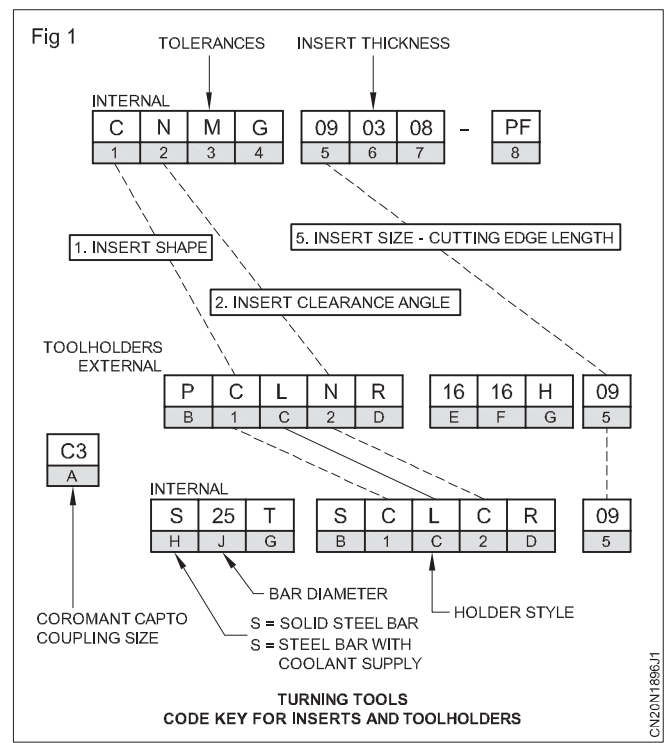 Fig 1
TOLERANCES INSERT THICKNESS
INTERNAL
C N M G 09 03 08 - PF
1 2 3 4 5 6 7 8
1. INSERT SHAPE
5. INSERT SIZE - CUTTING EDGE LENGTH
2. INSERT CLEARANCE ANGLE
TOOLHOLDERS
EXTERNAL
P C L N R 16 16 H 09
B 1 C 2 D E F G 5
C3
A
INTERNAL
S 25 T S C L C R 09
H J G B 1 C 2 D 5
BAR DIAMETER
HOLDER STYLE
COROMANT CAPTO
COUPLING SIZE
S = SOLID STEEL BAR
S = STEEL BAR WITH
COOLANT SUPPLY
TURNING TOOLS
CODE KEY FOR INSERTS AND TOOLHOLDERS
CN20N1896J1